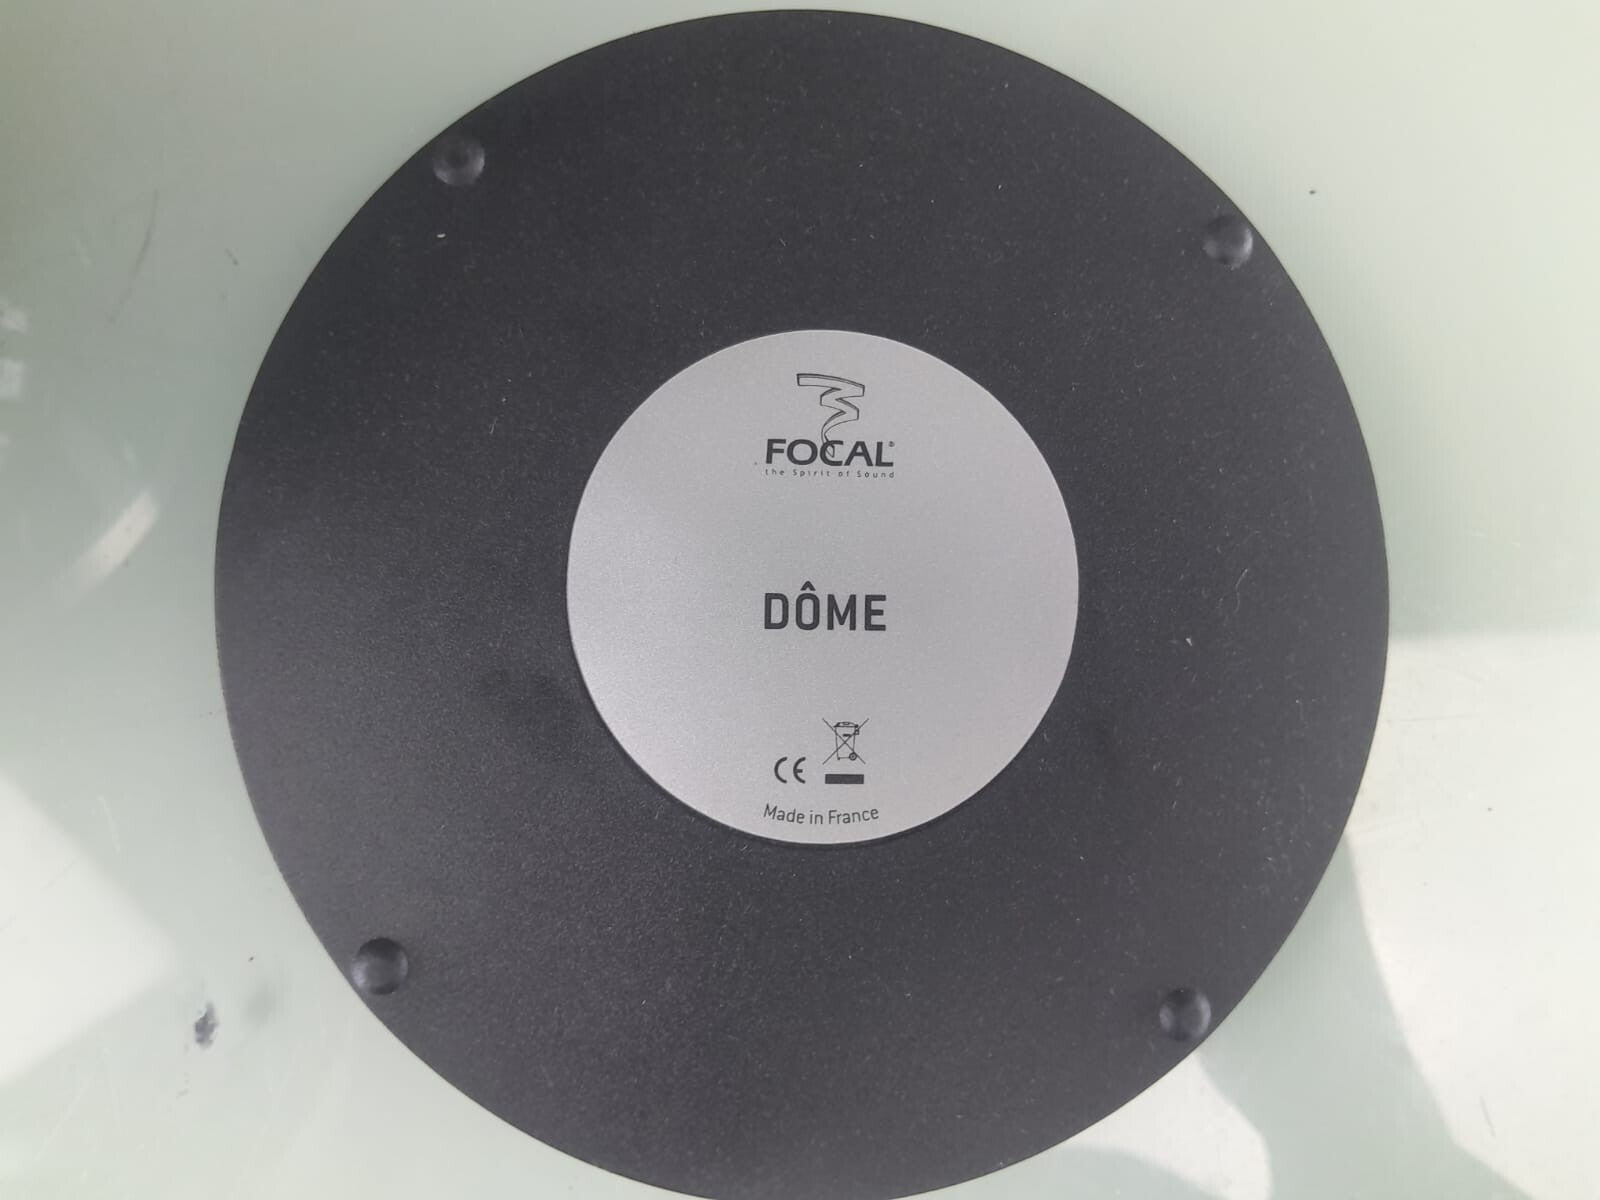 FOCAL®
the Spirit of Sound
DÔME
CE
Made in France